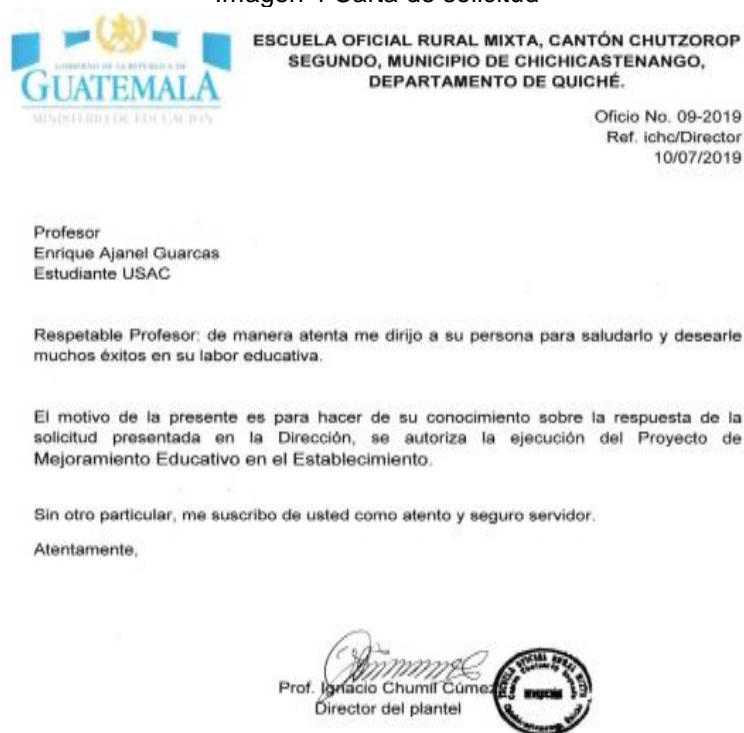 Imagen 4 Carta de solicitud
GOBIERNO DE LA REPÚBLICA DE
GUATEMALA
MINISTERIO DE EDUCACIÓN
ESCUELA OFICIAL RURAL MIXTA, CANTÓN CHUTZOROP
SEGUNDO, MUNICIPIO DE CHICHICASTENANGO,
DEPARTAMENTO DE QUICHÉ.
Oficio No. 09-2019
Ref. ichc/Director
10/07/2019
Profesor
Enrique Ajanel Guarcas
Estudiante USAC
Respetable Profesor: de manera atenta me dirijo a su persona para saludarlo y desearle
muchos éxitos en su labor educativa.
El motivo de la presente es para hacer de su conocimiento sobre la respuesta de la
solicitud presentada en la Dirección, se autoriza la ejecución del Proyecto de
Mejoramiento Educativo en el Establecimiento.
Sin otro particular, me suscribo de usted como atento y seguro servidor.
Atentamente,
Prof. Ignacio Chumil Cúmez
Director del plantel
ESCUELA OFICIAL RURAL MIXTA